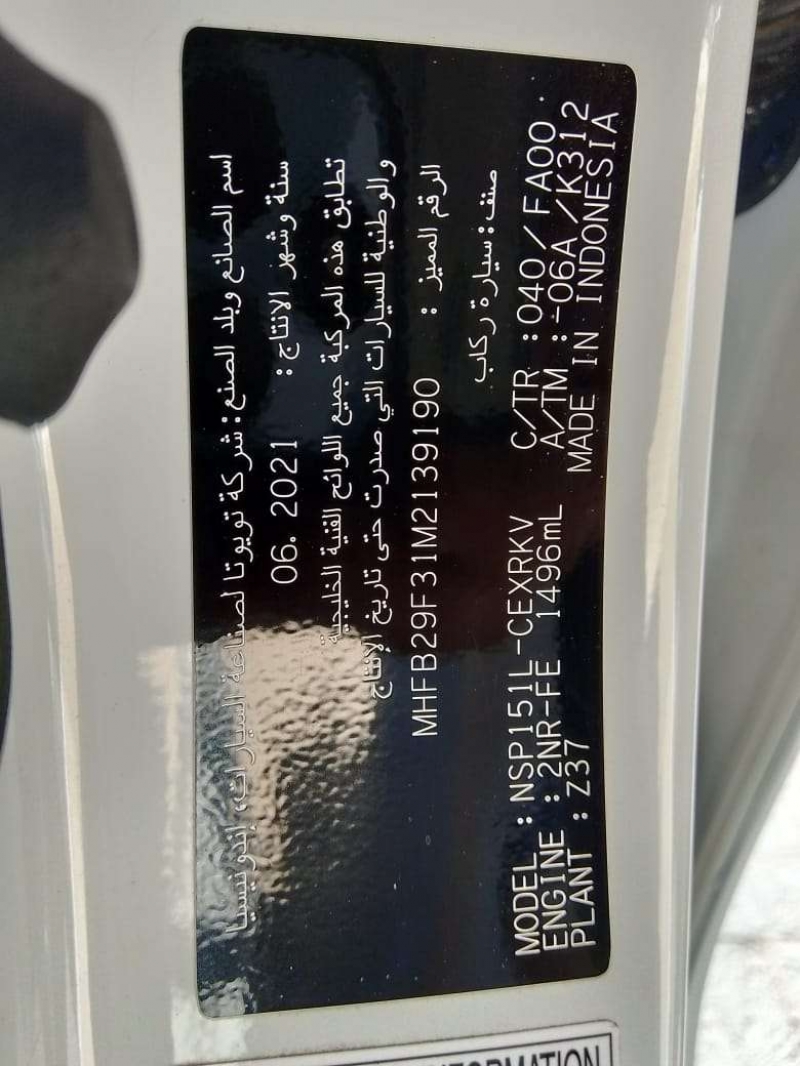 اسم الصانع وبلد الصنع : شركة تويوتا لصناعة السيارات، إندونيسيا
سنة وشهر الانتاج : 06. 2021
تطابق هذه المركبة جميع اللوائح الفنية الخليجية
والوطنية للسيارات التي صدرت حتى تاريخ الإنتاج
الرقم المميز : MHFB29F31M2139190
صنف : سيارة ركاب
MODEL : NSP151L-CEXRKV C/TR : 040 / FA00
ENGINE : 2NR-FE 1496mL A/TM : -06A / K312
PLANT : Z37 MADE IN INDONESIA
INFORMATION